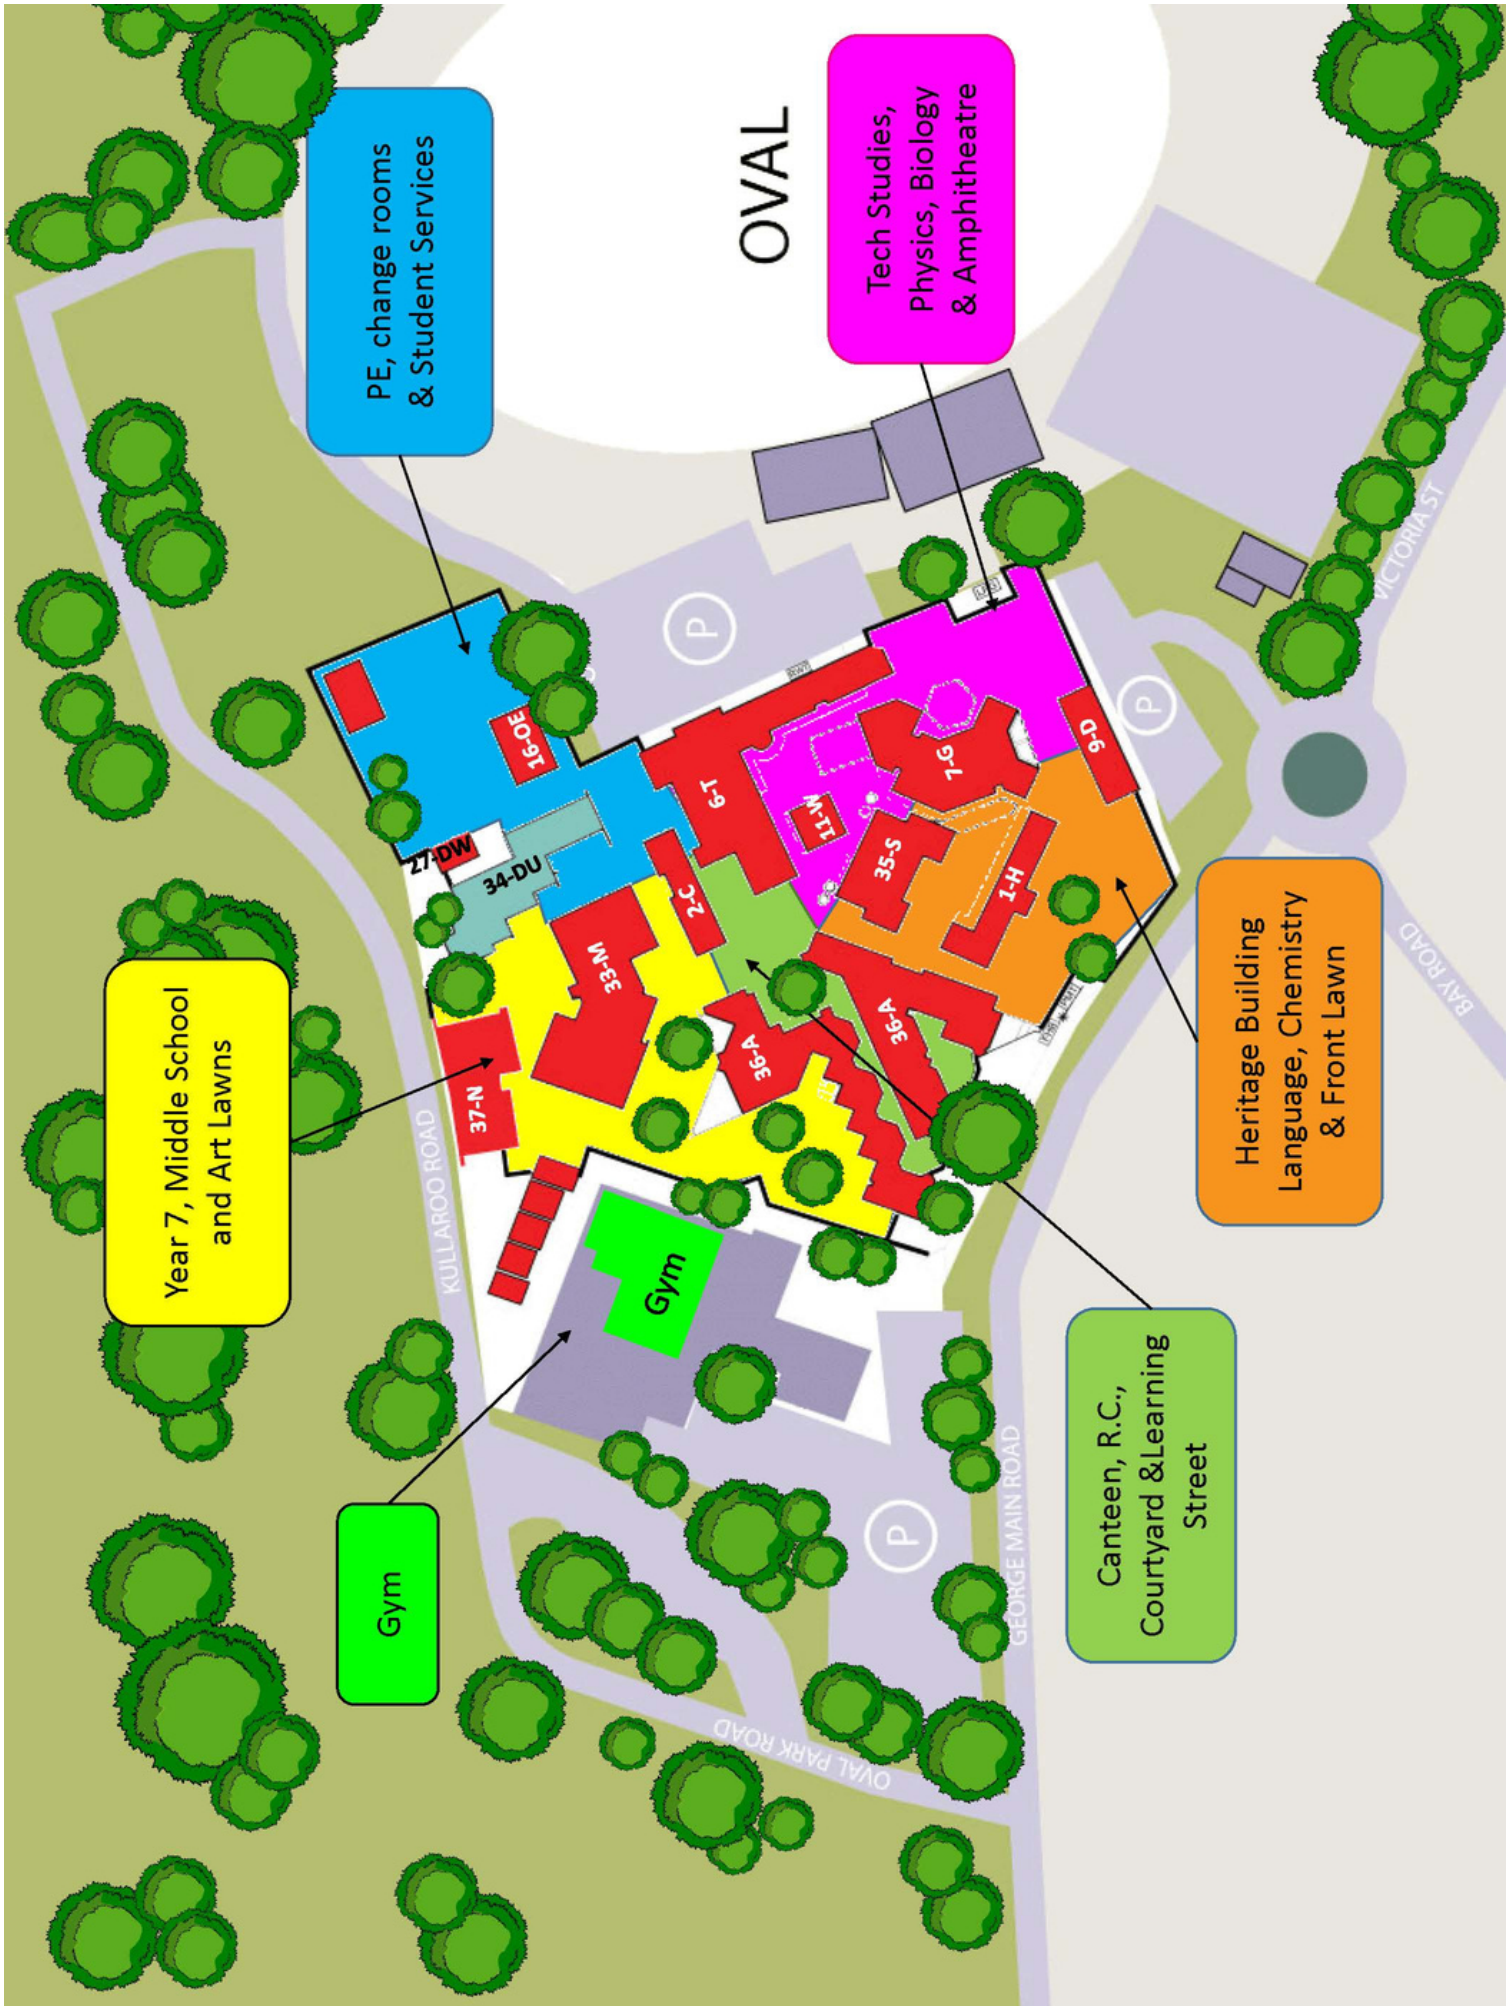 PE, change rooms
& Student Services
OVAL
Tech Studies,
Physics, Biology
& Amphitheatre
Year 7, Middle School
and Art Lawns
Heritage Building
Language, Chemistry
& Front Lawn
Canteen, R.C.,
Courtyard &Learning
Street
Gym
Gym
16-OE
27-DW
34-DU
33-M
37-N
2-C
6-T
11-W
7-G
9-D
35-S
1-H
36-A
36-A
P
P
P
KULLAROO ROAD
GEORGE MAIN ROAD
OVAL PARK ROAD
VICTORIA ST
BAY ROAD